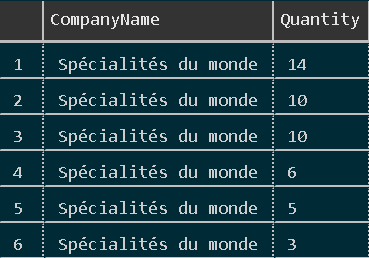 CompanyName Quantity
1 Spécialités du monde 14
2 Spécialités du monde 10
3 Spécialités du monde 10
4 Spécialités du monde 6
5 Spécialités du monde 5
6 Spécialités du monde 3